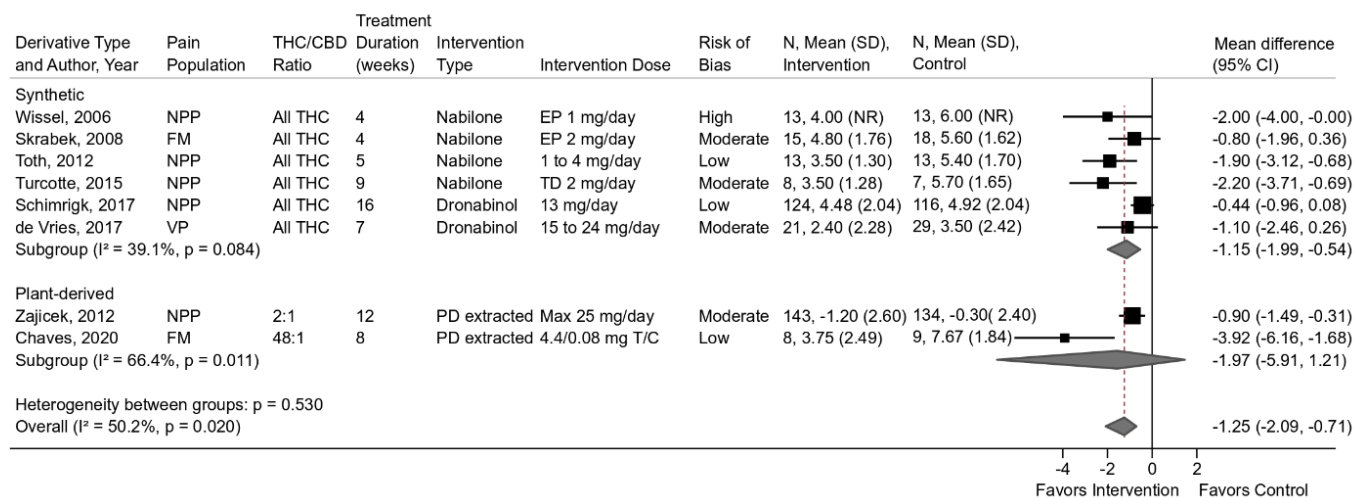 Derivative Type and Author, Year Pain Population THC/CBD Ratio Treatment Duration (weeks) Intervention Type Intervention Dose Risk of Bias N, Mean (SD), Intervention N, Mean (SD), Control Mean difference (95% CI)
Synthetic
Wissel, 2006 NPP All THC 4 Nabilone EP 1 mg/day High 13, 4.00 (NR) 13, 6.00 (NR) -2.00 (-4.00, -0.00)
Skrabek, 2008 FM All THC 4 Nabilone EP 2 mg/day Moderate 15, 4.80 (1.76) 18, 5.60 (1.62) -0.80 (-1.96, 0.36)
Toth, 2012 NPP All THC 5 Nabilone 1 to 4 mg/day Low 13, 3.50 (1.30) 13, 5.40 (1.70) -1.90 (-3.12, -0.68)
Turcotte, 2015 NPP All THC 9 Nabilone TD 2 mg/day Moderate 8, 3.50 (1.28) 7, 5.70 (1.65) -2.20 (-3.71, -0.69)
Schimrigk, 2017 NPP All THC 16 Dronabinol 13 mg/day Low 124, 4.48 (2.04) 116, 4.92 (2.04) -0.44 (-0.96, 0.08)
de Vries, 2017 VP All THC 7 Dronabinol 15 to 24 mg/day Moderate 21, 2.40 (2.28) 29, 3.50 (2.42) -1.10 (-2.46, 0.26)
Subgroup (I² = 39.1%, p = 0.084) -1.15 (-1.99, -0.54)
Plant-derived
Zajicek, 2012 NPP 2:1 12 PD extracted Max 25 mg/day Moderate 143, -1.20 (2.60) 134, -0.30( 2.40) -0.90 (-1.49, -0.31)
Chaves, 2020 FM 48:1 8 PD extracted 4.4/0.08 mg T/C Low 8, 3.75 (2.49) 9, 7.67 (1.84) -3.92 (-6.16, -1.68)
Subgroup (I² = 66.4%, p = 0.011) -1.97 (-5.91, 1.21)
Heterogeneity between groups: p = 0.530
Overall (I² = 50.2%, p = 0.020) -1.25 (-2.09, -0.71)
-4 -2 0 2
Favors Intervention Favors Control